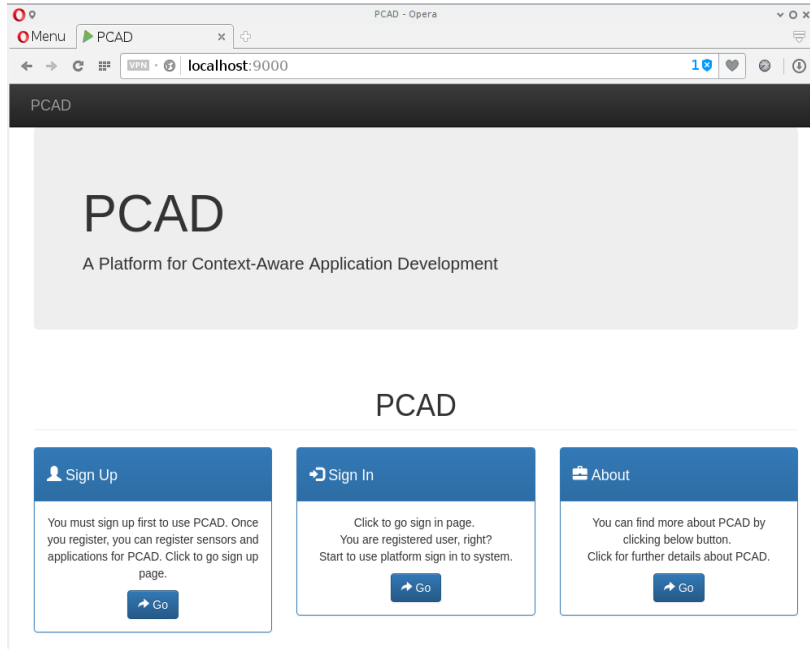 PCAD - Opera
Menu
PCAD
VPN
localhost:9000
1
PCAD
PCAD
A Platform for Context-Aware Application Development
PCAD
Sign Up
You must sign up first to use PCAD. Once
you register, you can register sensors and
applications for PCAD. Click to go sign up
page.
Go
Sign In
Click to go sign in page.
You are registered user, right?
Start to use platform sign in to system.
Go
About
You can find more about PCAD by
clicking below button.
Click for further details about PCAD.
Go